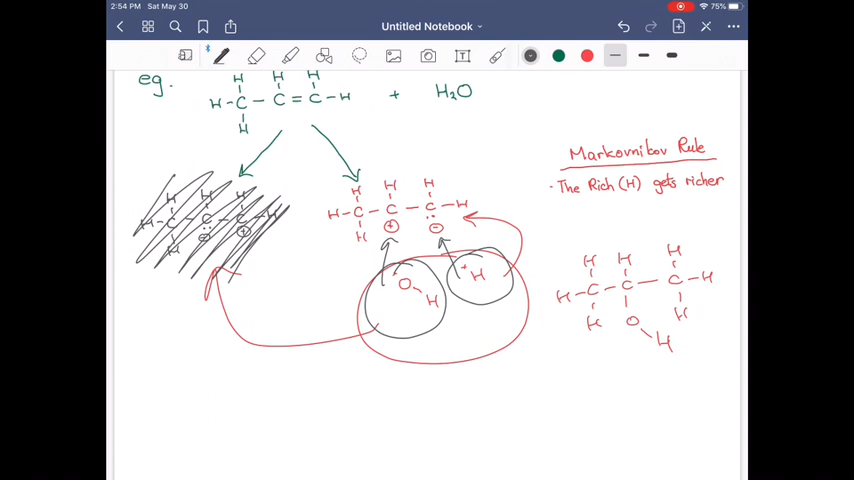 2:54 PM Sat May 30
75%
Untitled Notebook
T
eg.
H H H
H-C-C=C-H + H₂O
H
Markovnikov Rule
· The Rich (H) gets richer
H H H
H-C-C-C-H
H ⊕ ⊖
H H H
H-C-C-C-H
H ⊖ ⊕
+O-H +H
H H H
H-C-C-C-H
H O H
H